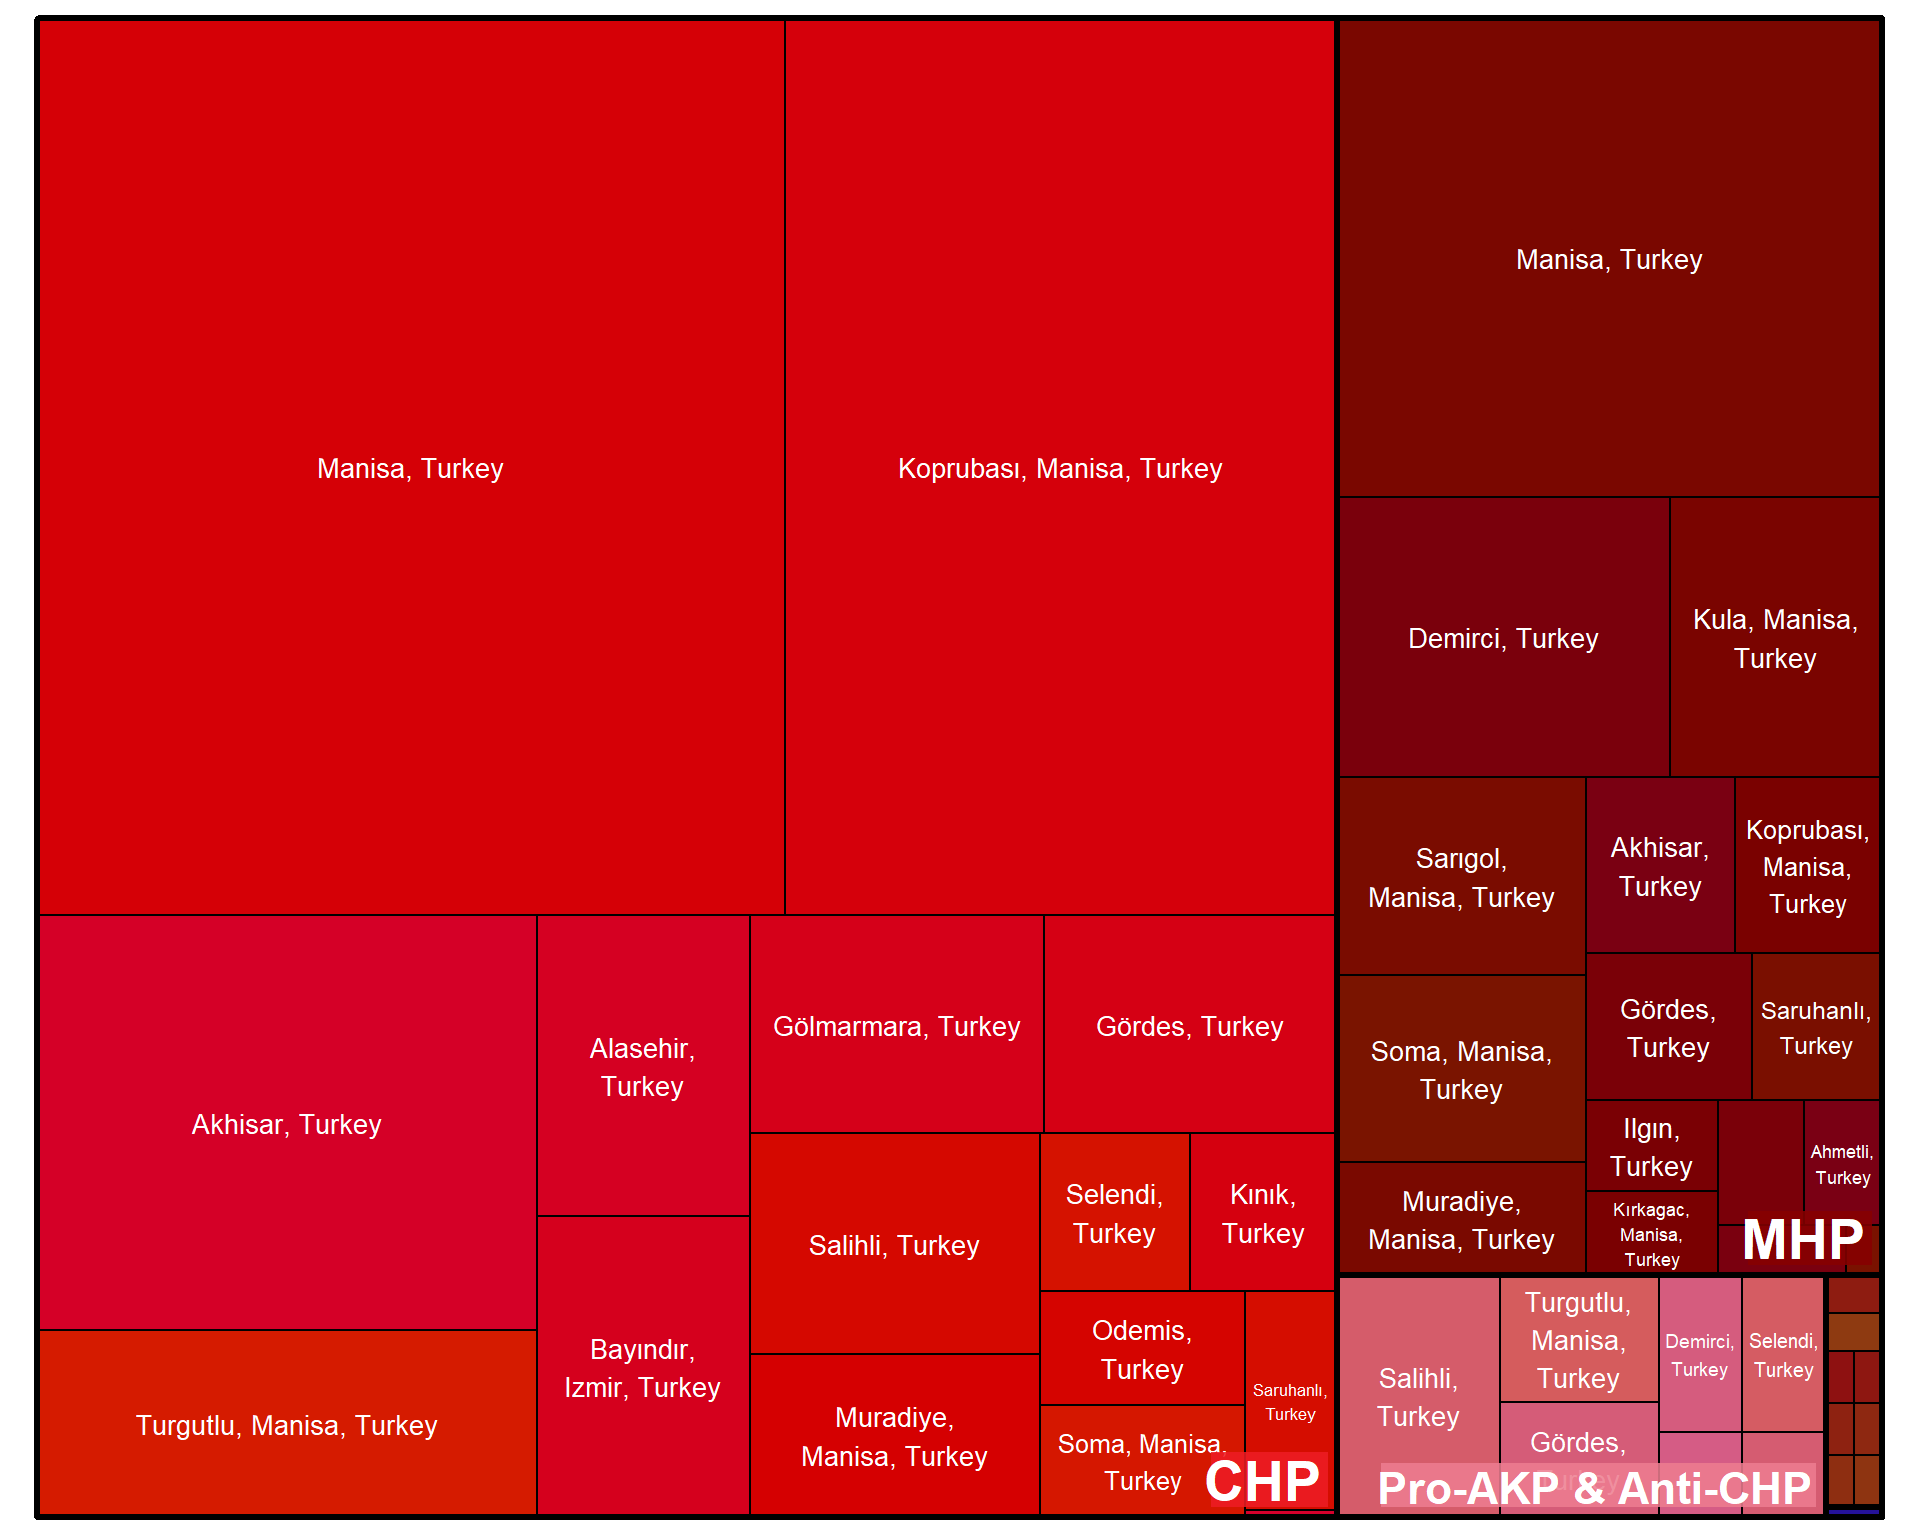 Manisa, Turkey
Koprubası, Manisa, Turkey
Akhisar, Turkey
Turgutlu, Manisa, Turkey
Alasehir,
Turkey
Bayındır,
Izmir, Turkey
Gölmarmara, Turkey
Gördes, Turkey
Salihli, Turkey
Muradiye,
Manisa, Turkey
Selendi,
Turkey
Kınık,
Turkey
Odemis,
Turkey
Soma, Manisa,
Turkey
Saruhanlı,
Turkey
CHP
Manisa, Turkey
Demirci, Turkey
Kula, Manisa,
Turkey
Sarıgol,
Manisa, Turkey
Soma, Manisa,
Turkey
Muradiye,
Manisa, Turkey
Akhisar,
Turkey
Koprubası,
Manisa,
Turkey
Gördes,
Turkey
Saruhanlı,
Turkey
Ilgın,
Turkey
Kırkagac,
Manisa,
Turkey
Ahmetli,
Turkey
MHP
Salihli,
Turkey
Turgutlu,
Manisa,
Turkey
Gördes,
Turkey
Demirci,
Turkey
Selendi,
Turkey
Pro-AKP & Anti-CHP